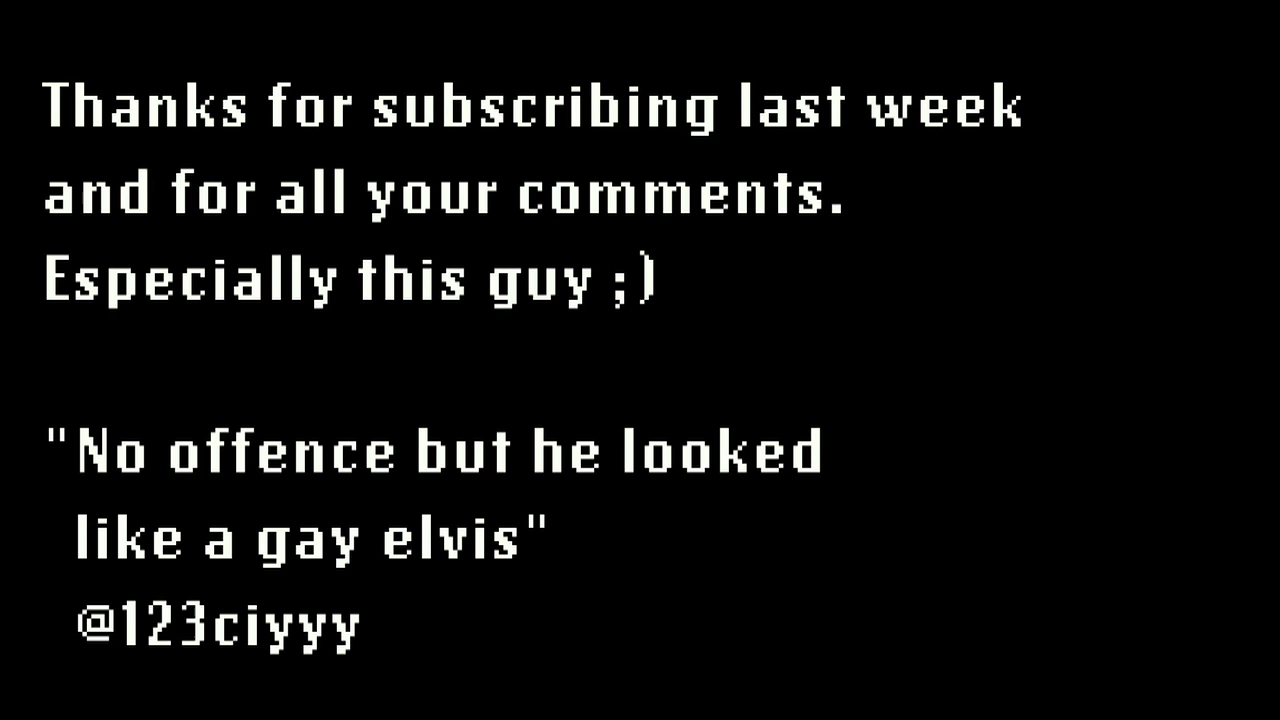 Thanks for subscribing last week
and for all your comments.
Especially this guy ;)
"No offence but he looked
like a gay elvis"
@123ciyyy